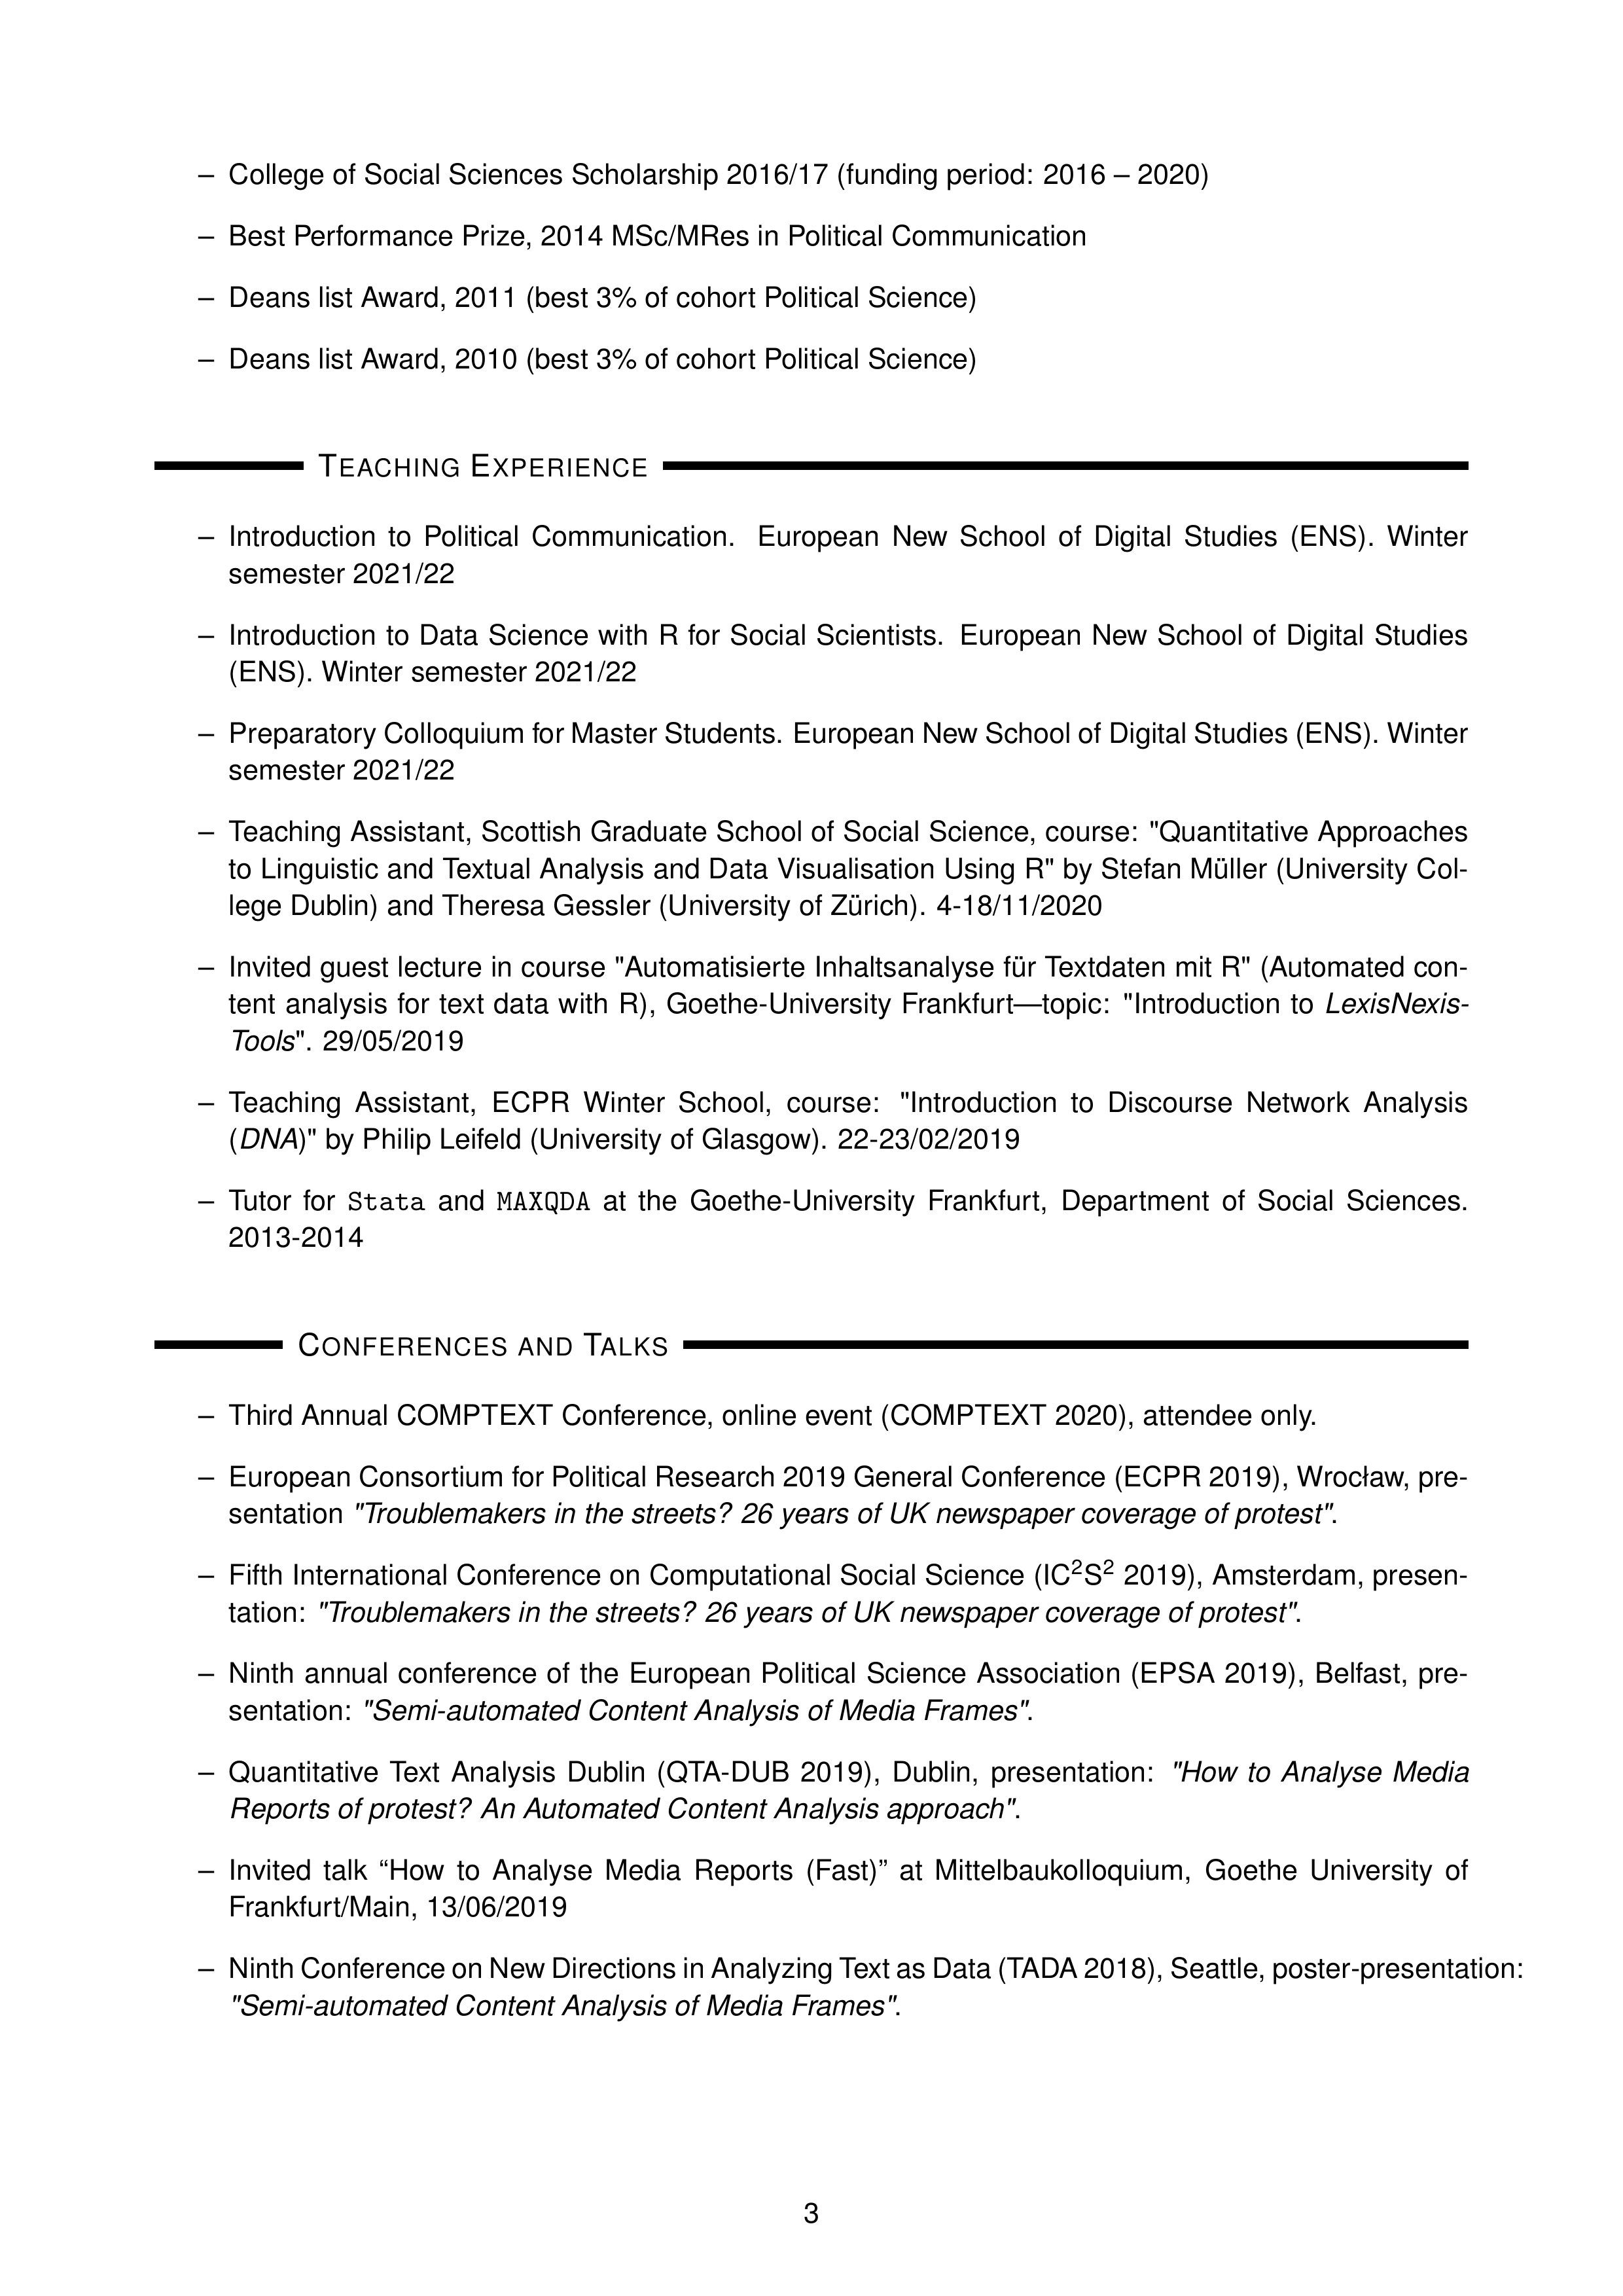 – College of Social Sciences Scholarship 2016/17 (funding period: 2016 – 2020)
– Best Performance Prize, 2014 MSc/MRes in Political Communication
– Deans list Award, 2011 (best 3% of cohort Political Science)
– Deans list Award, 2010 (best 3% of cohort Political Science)
TEACHING EXPERIENCE
– Introduction to Political Communication. European New School of Digital Studies (ENS). Winter
semester 2021/22
– Introduction to Data Science with R for Social Scientists. European New School of Digital Studies
(ENS). Winter semester 2021/22
– Preparatory Colloquium for Master Students. European New School of Digital Studies (ENS). Winter
semester 2021/22
– Teaching Assistant, Scottish Graduate School of Social Science, course: "Quantitative Approaches
to Linguistic and Textual Analysis and Data Visualisation Using R" by Stefan Müller (University Col-
lege Dublin) and Theresa Gessler (University of Zürich). 4-18/11/2020
– Invited guest lecture in course "Automatisierte Inhaltsanalyse für Textdaten mit R" (Automated con-
tent analysis for text data with R), Goethe-University Frankfurt—topic: "Introduction to LexisNexis-
Tools". 29/05/2019
– Teaching Assistant, ECPR Winter School, course: "Introduction to Discourse Network Analysis
(DNA)" by Philip Leifeld (University of Glasgow). 22-23/02/2019
– Tutor for Stata and MAXQDA at the Goethe-University Frankfurt, Department of Social Sciences.
2013-2014
CONFERENCES AND TALKS
– Third Annual COMPTEXT Conference, online event (COMPTEXT 2020), attendee only.
– European Consortium for Political Research 2019 General Conference (ECPR 2019), Wrocław, pre-
sentation "Troublemakers in the streets? 26 years of UK newspaper coverage of protest".
– Fifth International Conference on Computational Social Science (IC²S² 2019), Amsterdam, presen-
tation: "Troublemakers in the streets? 26 years of UK newspaper coverage of protest".
– Ninth annual conference of the European Political Science Association (EPSA 2019), Belfast, pre-
sentation: "Semi-automated Content Analysis of Media Frames".
– Quantitative Text Analysis Dublin (QTA-DUB 2019), Dublin, presentation: "How to Analyse Media
Reports of protest? An Automated Content Analysis approach".
– Invited talk “How to Analyse Media Reports (Fast)” at Mittelbaukolloquium, Goethe University of
Frankfurt/Main, 13/06/2019
– Ninth Conference on New Directions in Analyzing Text as Data (TADA 2018), Seattle, poster-presentation:
"Semi-automated Content Analysis of Media Frames".
3